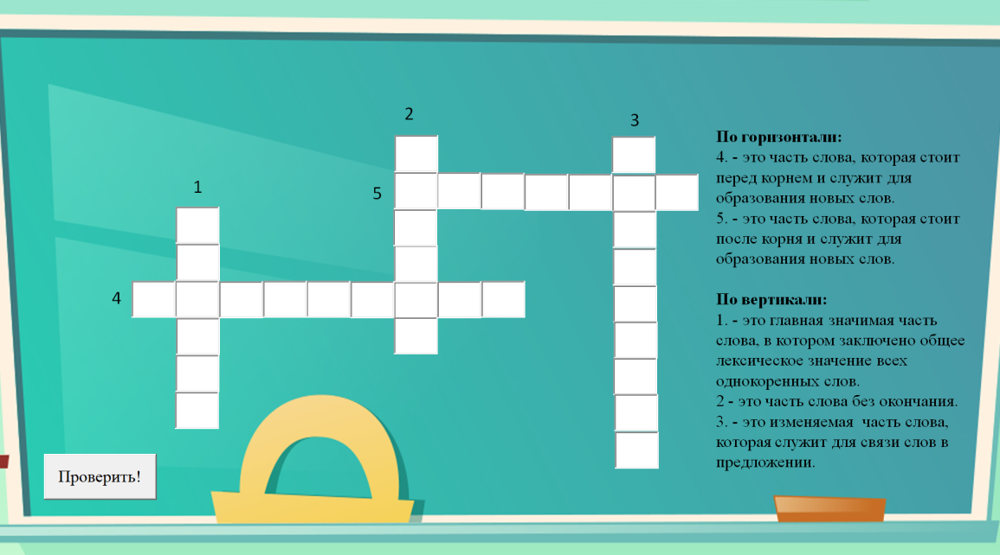 2
3
1
5
4
По горизонтали:
4. - это часть слова, которая стоит
перед корнем и служит для
образования новых слов.
5. - это часть слова, которая стоит
после корня и служит для
образования новых слов.
По вертикали:
1. - это главная значимая часть
слова, в котором заключено общее
лексическое значение всех
однокоренных слов.
2 - это часть слова без окончания.
3. - это изменяемая  часть слова,
которая служит для связи слов в
предложении.
Проверить!